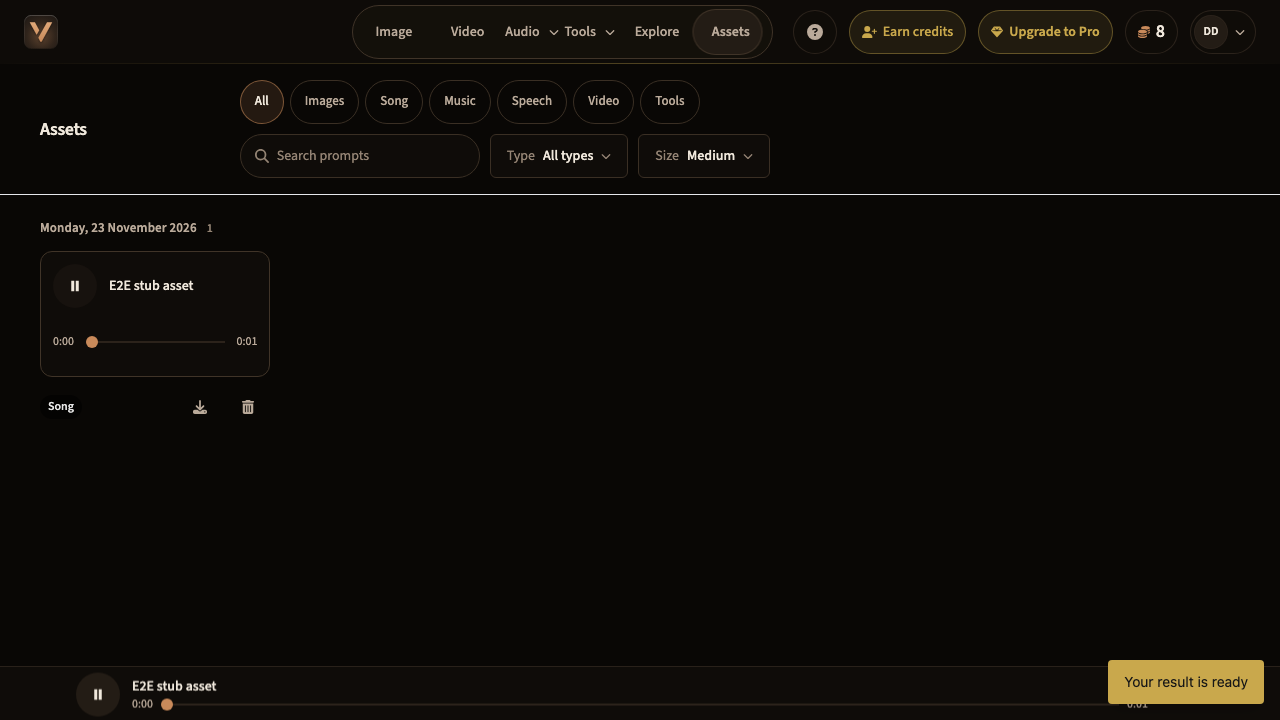 Image Video Audio Tools Explore Assets Earn credits Upgrade to Pro 8 DD
All Images Song Music Speech Video Tools
Assets
Search prompts Type All types Size Medium
Monday, 23 November 2026 1
E2E stub asset
0:00 0:01
Song
E2E stub asset
0:00 0:01
Your result is ready